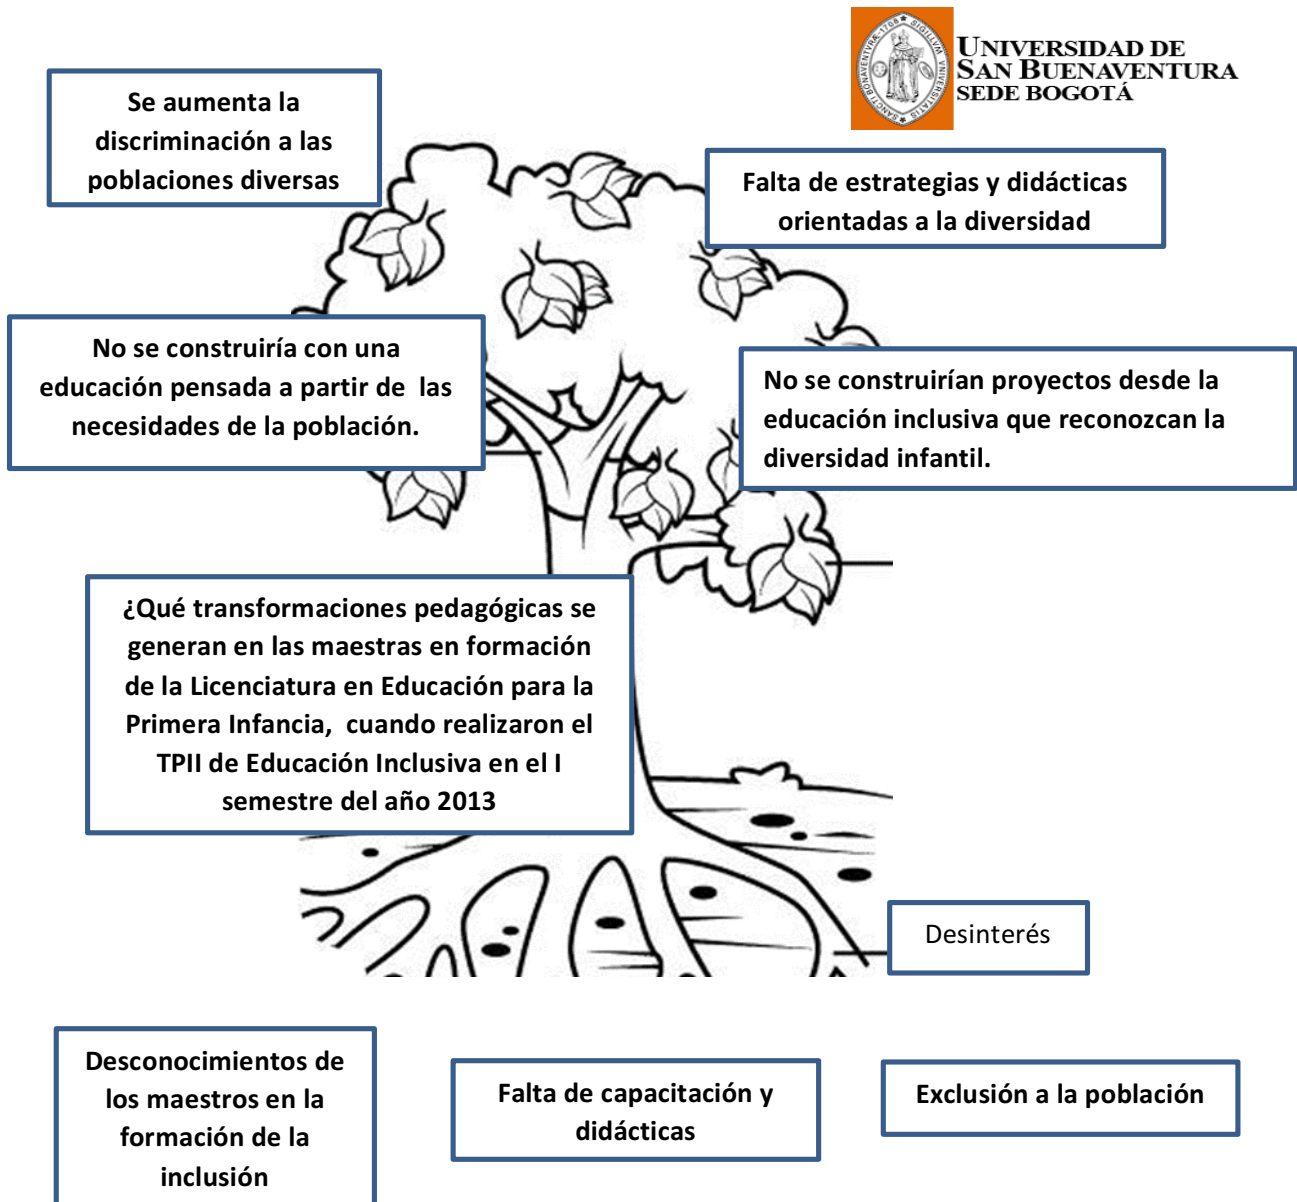 UNIVERSIDAD DE
SAN BUENAVENTURA
SEDE BOGOTÁ
Se aumenta la
discriminación a las
poblaciones diversas
Falta de estrategias y didácticas
orientadas a la diversidad
No se construiría con una
educación pensada a partir de las
necesidades de la población.
No se construirían proyectos desde la
educación inclusiva que reconozcan la
diversidad infantil.
¿Qué transformaciones pedagógicas se
generan en las maestras en formación
de la Licenciatura en Educación para la
Primera Infancia, cuando realizaron el
TPII de Educación Inclusiva en el I
semestre del año 2013
Desinterés
Desconocimientos de
los maestros en la
formación de la
inclusión
Falta de capacitación y
didácticas
Exclusión a la población